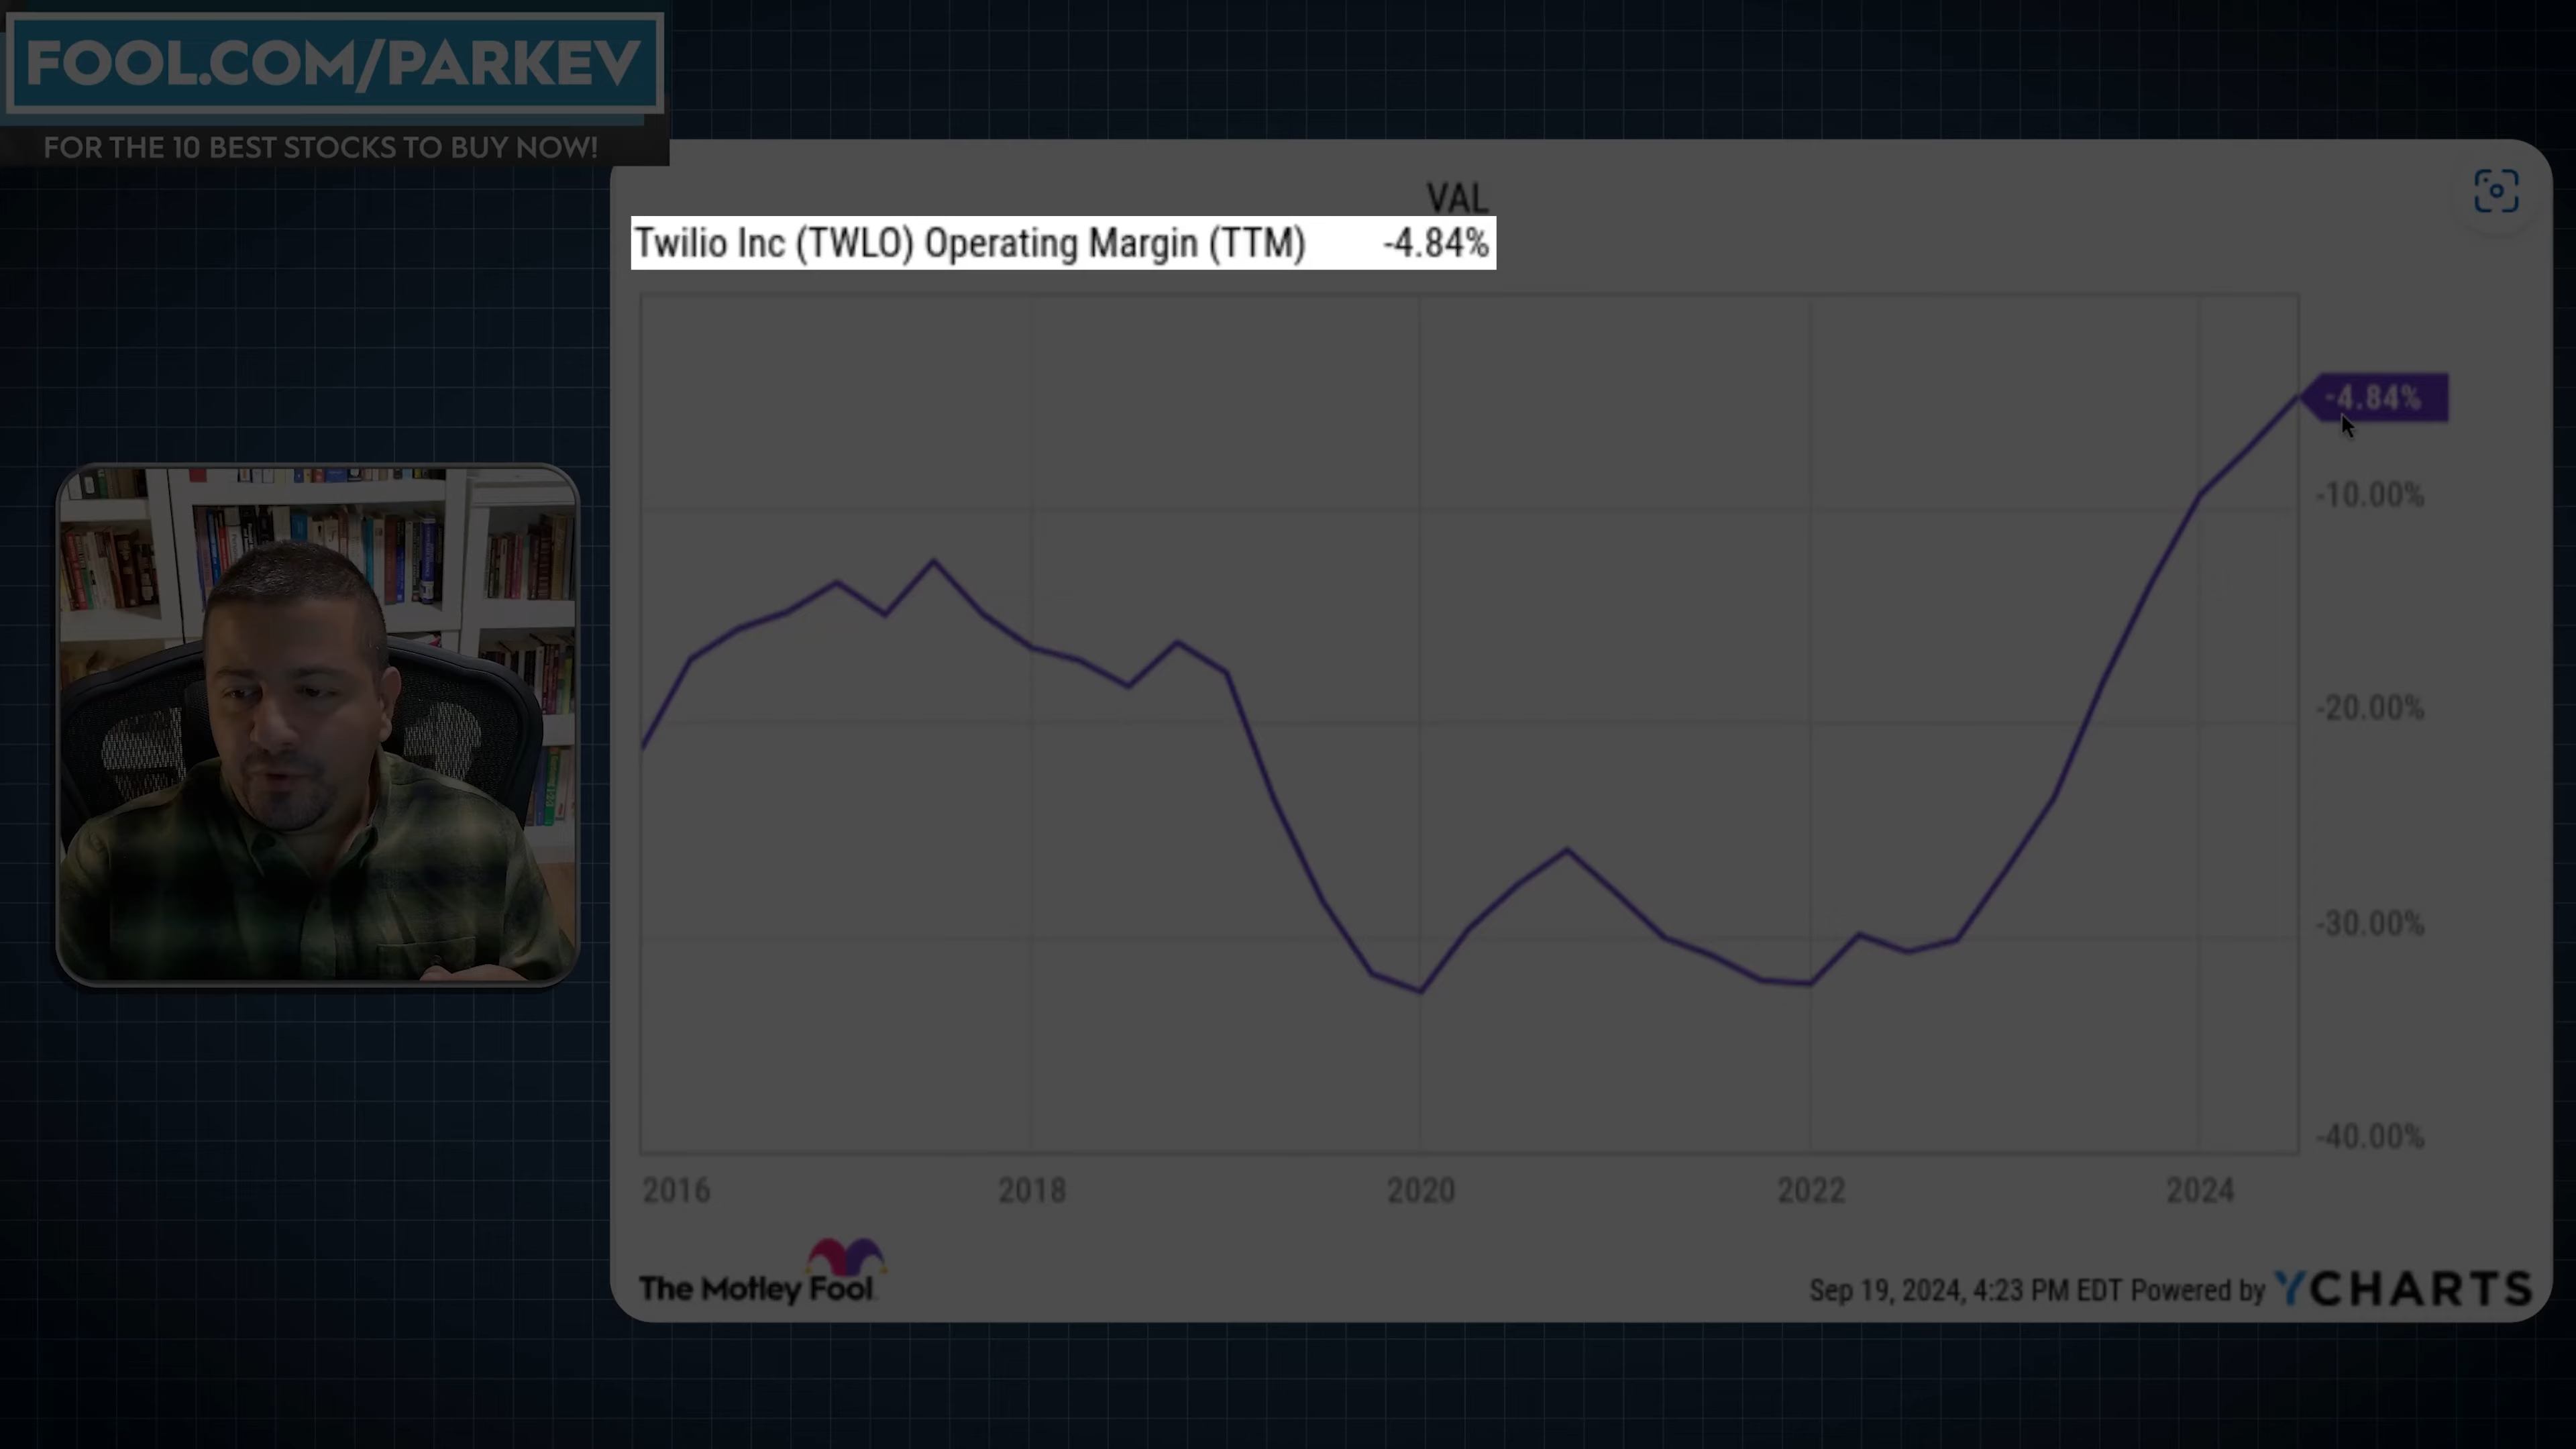 FOOL.COM/PARKEV
FOR THE 10 BEST STOCKS TO BUY NOW!
VAL
Twilio Inc (TWLO) Operating Margin (TTM) -4.84%
-4.84%
-10.00%
-20.00%
-30.00%
-40.00%
2016 2018 2020 2022 2024
The Motley Fool
Sep 19, 2024, 4:23 PM EDT Powered by YCHARTS